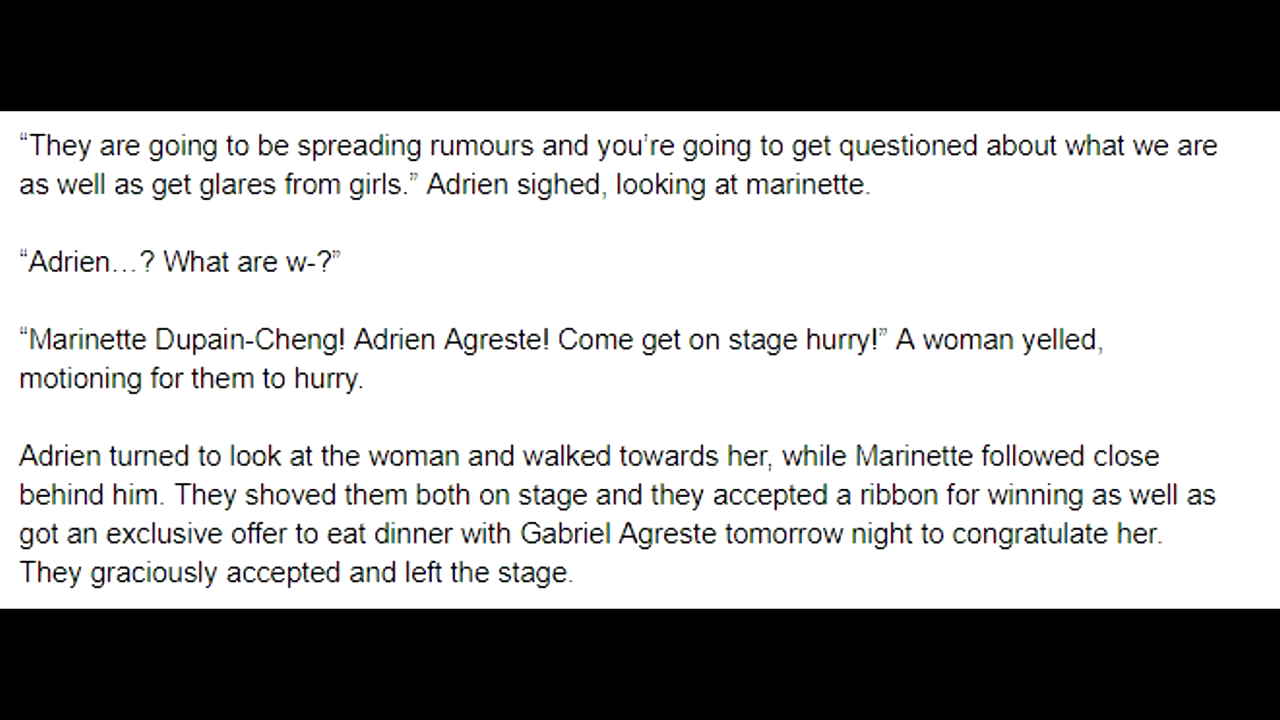 “They are going to be spreading rumours and you’re going to get questioned about what we are
as well as get glares from girls.” Adrien sighed, looking at marinette.
“Adrien…? What are w-?”
“Marinette Dupain-Cheng! Adrien Agreste! Come get on stage hurry!” A woman yelled,
motioning for them to hurry.
Adrien turned to look at the woman and walked towards her, while Marinette followed close
behind him. They shoved them both on stage and they accepted a ribbon for winning as well as
got an exclusive offer to eat dinner with Gabriel Agreste tomorrow night to congratulate her.
They graciously accepted and left the stage.